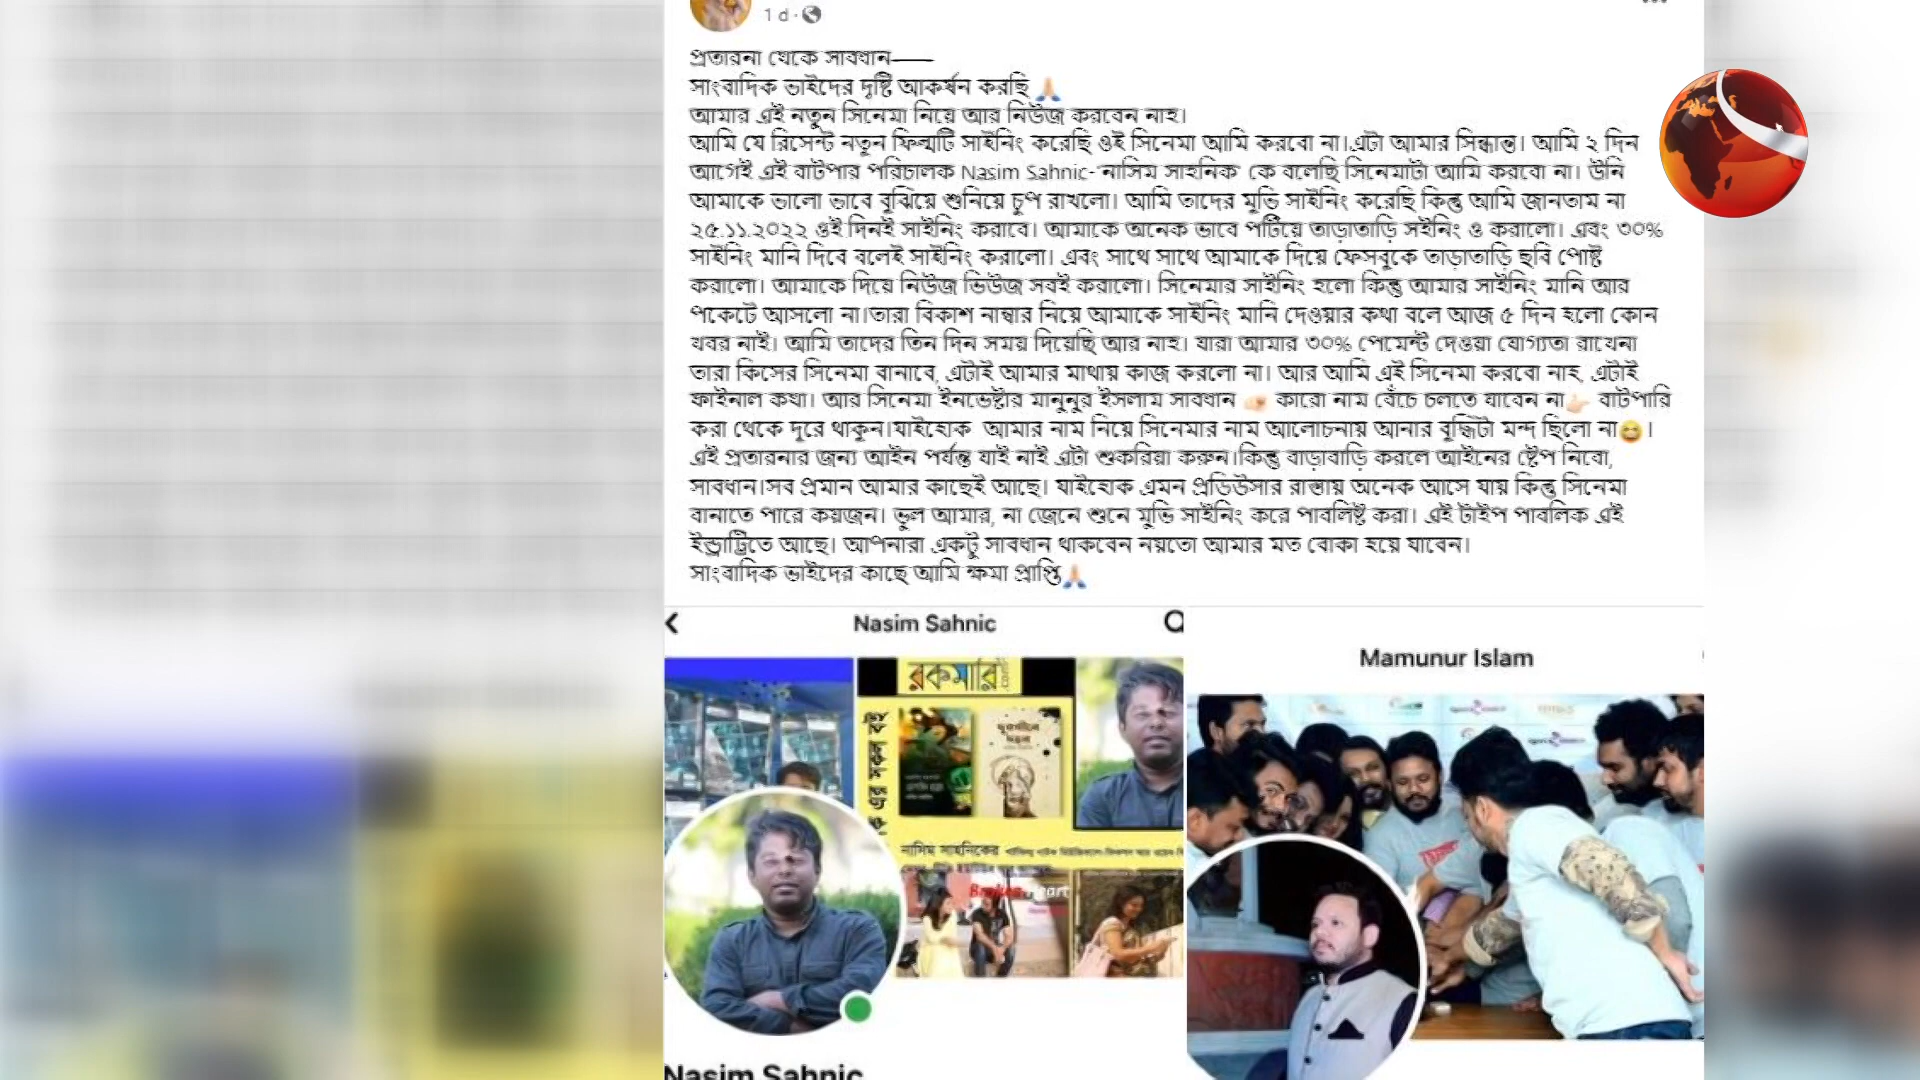 1 d
প্রতারনা থেকে সাবধান——
সাংবাদিক ভাইদের দৃষ্টি আকর্ষন করছি 🙏🏻
আমার এই নতুন সিনেমা নিয়ে আর নিউজ করবেন নাহ।
আমি যে রিসেন্ট নতুন ফিল্মটি সাইনিং করেছি ওই সিনেমা আমি করবো না।এটা আমার সিদ্ধান্ত। আমি ২ দিন
আগেই এই বাটপার পরিচালক Nasim Sahnic-“নাসিম সাহনিক” কে বলেছি সিনেমাটা আমি করবো না। উনি
আমাকে ভালো ভাবে বুঝিয়ে শুনিয়ে চুপ রাখলো। আমি তাদের মুভি সাইনিং করেছি কিন্তু আমি জানতাম না
২৫.১১.২০২২ ওই দিনই সাইনিং করাবে। আমাকে অনেক ভাবে পটিয়ে তাড়াতাড়ি সইনিং ও করালো। এবং ৩০%
সাইনিং মানি দিবে বলেই সাইনিং করালো। এবং সাথে সাথে আমাকে দিয়ে ফেসবুকে তাড়াতাড়ি ছবি পোষ্ট
করালো। আমাকে দিয়ে নিউজ ভিউজ সবই করালো। সিনেমার সাইনিং হলো কিন্তু আমার সাইনিং মানি আর
পকেটে আসলো না।তারা বিকাশ নাম্বার নিয়ে আমাকে সাইনিং মানি দেওয়ার কথা বলে আজ ৫ দিন হলো কোন
খবর নাই। আমি তাদের তিন দিন সময় দিয়েছি আর নাহ। যারা আমার ৩০% পেমেন্ট দেওয়া যোগ্যতা রাখেনা
তারা কিসের সিনেমা বানাবে, এটাই আমার মাথায় কাজ করলো না। আর আমি এই সিনেমা করবো নাহ, এটাই
ফাইনাল কথা। আর সিনেমা ইনভেষ্টার মানুনুর ইসলাম সাবধান 🤏🏻 কারো নাম বেঁচে চলতে যাবেন না👉🏻 বাটপারি
করা থেকে দূরে থাকুন।যাইহোক আমার নাম নিয়ে সিনেমার নাম আলোচনায় আনার বুদ্ধিটা মন্দ ছিলো না😆।
এই প্রতারনার জন্য আইন পর্যন্ত যাই নাই এটা শুকরিয়া করুন।কিন্তু বাড়াবাড়ি করলে আইনের ষ্টেপ নিবো,
সাবধান।সব প্রমান আমার কাছেই আছে। যাইহোক এমন প্রডিউসার রাস্তায় অনেক আসে যায় কিন্তু সিনেমা
বানাতে পারে কয়জন। ভুল আমার, না জেনে শুনে মুভি সাইনিং করে পাবলিষ্ট করা। এই টাইপ পাবলিক এই
ইন্ড্রাট্রিতে আছে। আপনারা একটু সাবধান থাকবেন নয়তো আমার মত বোকা হয়ে যাবেন।
সাংবাদিক ভাইদের কাছে আমি ক্ষমা প্রাপ্তি🙏🏻
Nasim Sahnic
Mamunur Islam
রকমারি
নাসিম সাহনিকের
Broken Heart
Nasim Sahnic